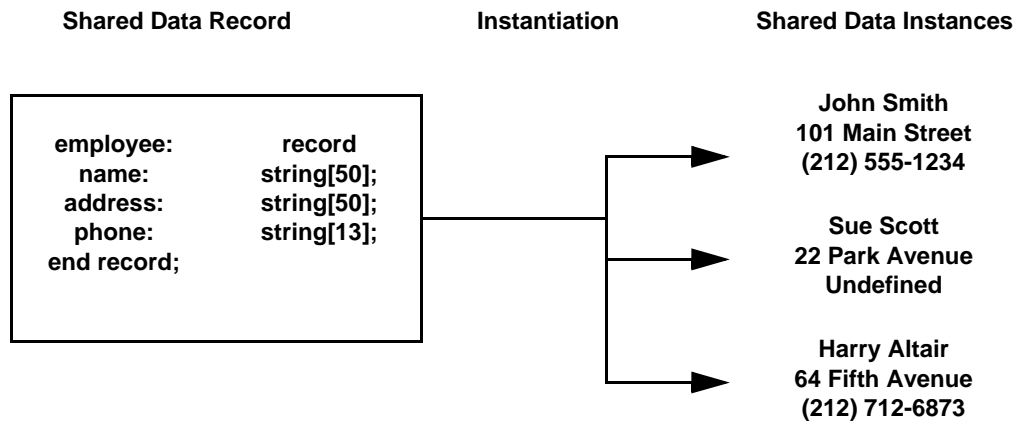 Shared Data Record Instantiation Shared Data Instances
employee: record
name: string[50];
address: string[50];
phone: string[13];
end record;
John Smith
101 Main Street
(212) 555-1234
Sue Scott
22 Park Avenue
Undefined
Harry Altair
64 Fifth Avenue
(212) 712-6873